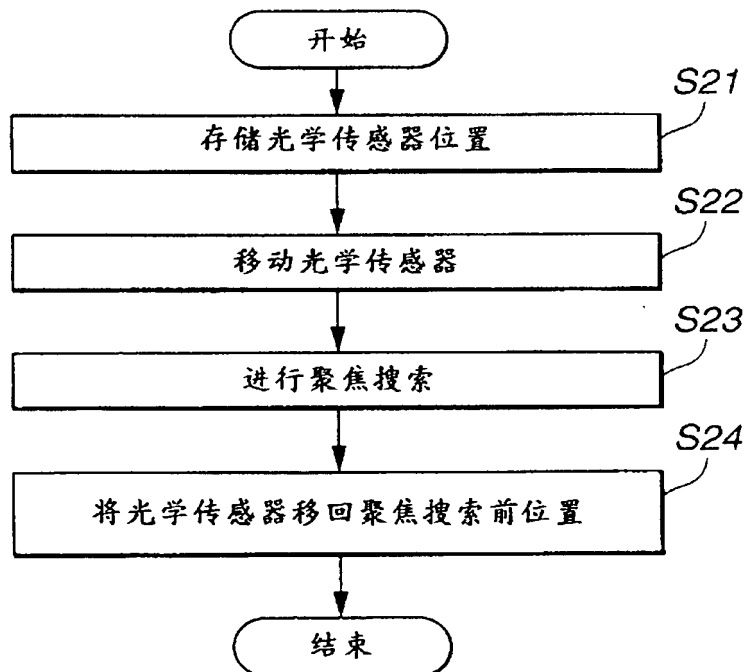 开始
S21
存储光学传感器位置
S22
移动光学传感器
S23
进行聚焦搜索
S24
将光学传感器移回聚焦搜索前位置
结束